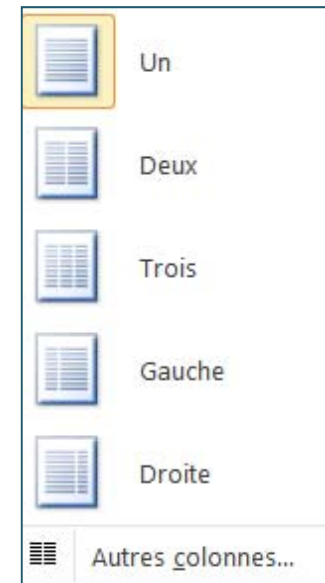 Un
Deux
Trois
Gauche
Droite
Autres colonnes...